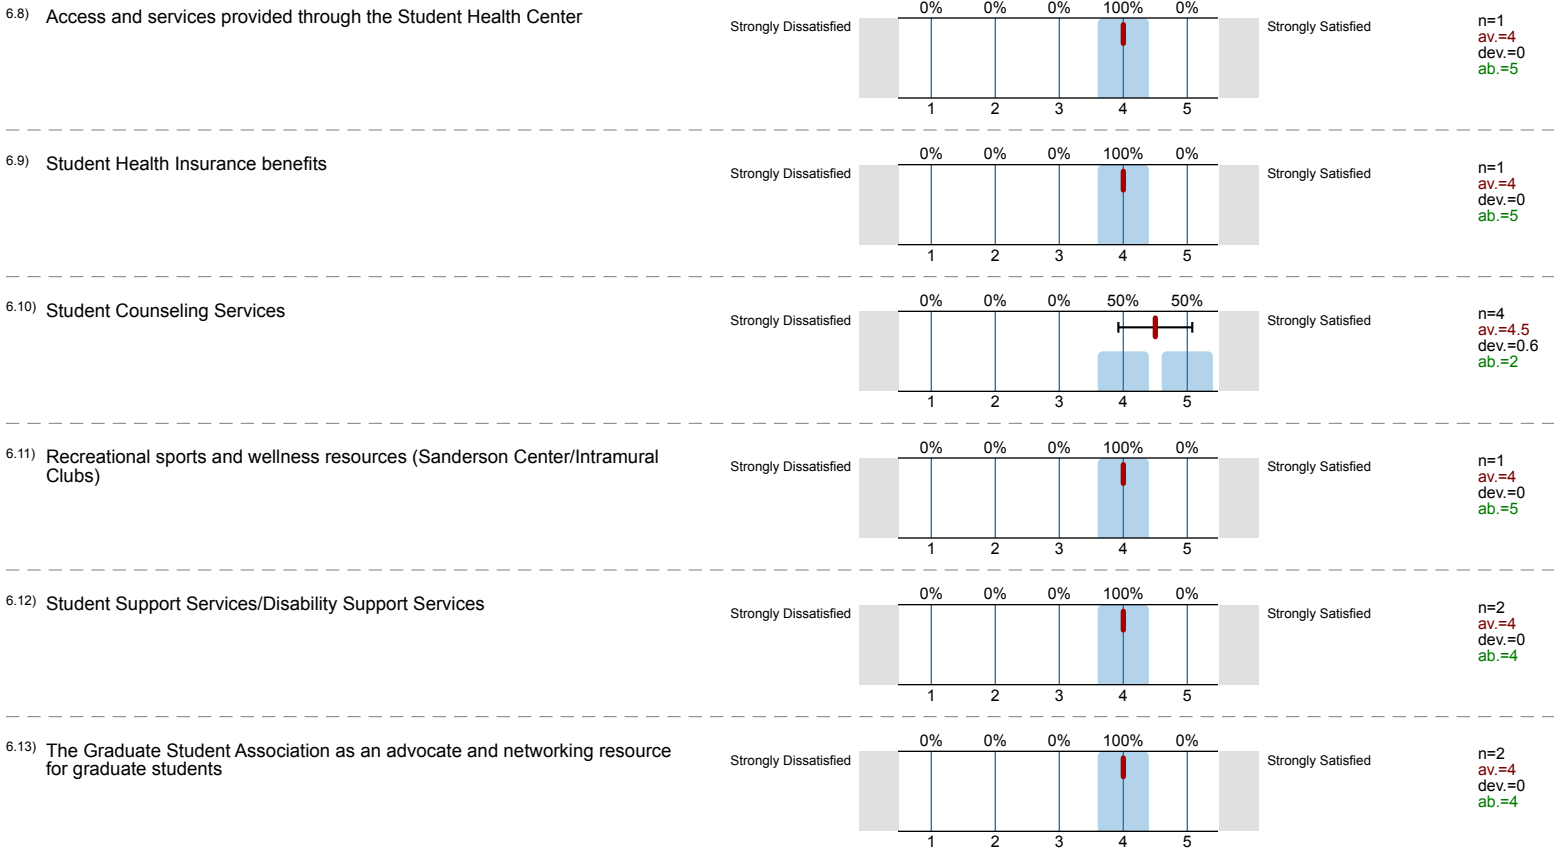 6.8) Access and services provided through the Student Health Center
Strongly Dissatisfied
0% 0% 0% 100% 0%
1 2 3 4 5
Strongly Satisfied
n=1
av.=4
dev.=0
ab.=5
6.9) Student Health Insurance benefits
Strongly Dissatisfied
0% 0% 0% 100% 0%
1 2 3 4 5
Strongly Satisfied
n=1
av.=4
dev.=0
ab.=5
6.10) Student Counseling Services
Strongly Dissatisfied
0% 0% 0% 50% 50%
1 2 3 4 5
Strongly Satisfied
n=4
av.=4.5
dev.=0.6
ab.=2
6.11) Recreational sports and wellness resources (Sanderson Center/Intramural
Clubs)
Strongly Dissatisfied
0% 0% 0% 100% 0%
1 2 3 4 5
Strongly Satisfied
n=1
av.=4
dev.=0
ab.=5
6.12) Student Support Services/Disability Support Services
Strongly Dissatisfied
0% 0% 0% 100% 0%
1 2 3 4 5
Strongly Satisfied
n=2
av.=4
dev.=0
ab.=4
6.13) The Graduate Student Association as an advocate and networking resource
for graduate students
Strongly Dissatisfied
0% 0% 0% 100% 0%
1 2 3 4 5
Strongly Satisfied
n=2
av.=4
dev.=0
ab.=4